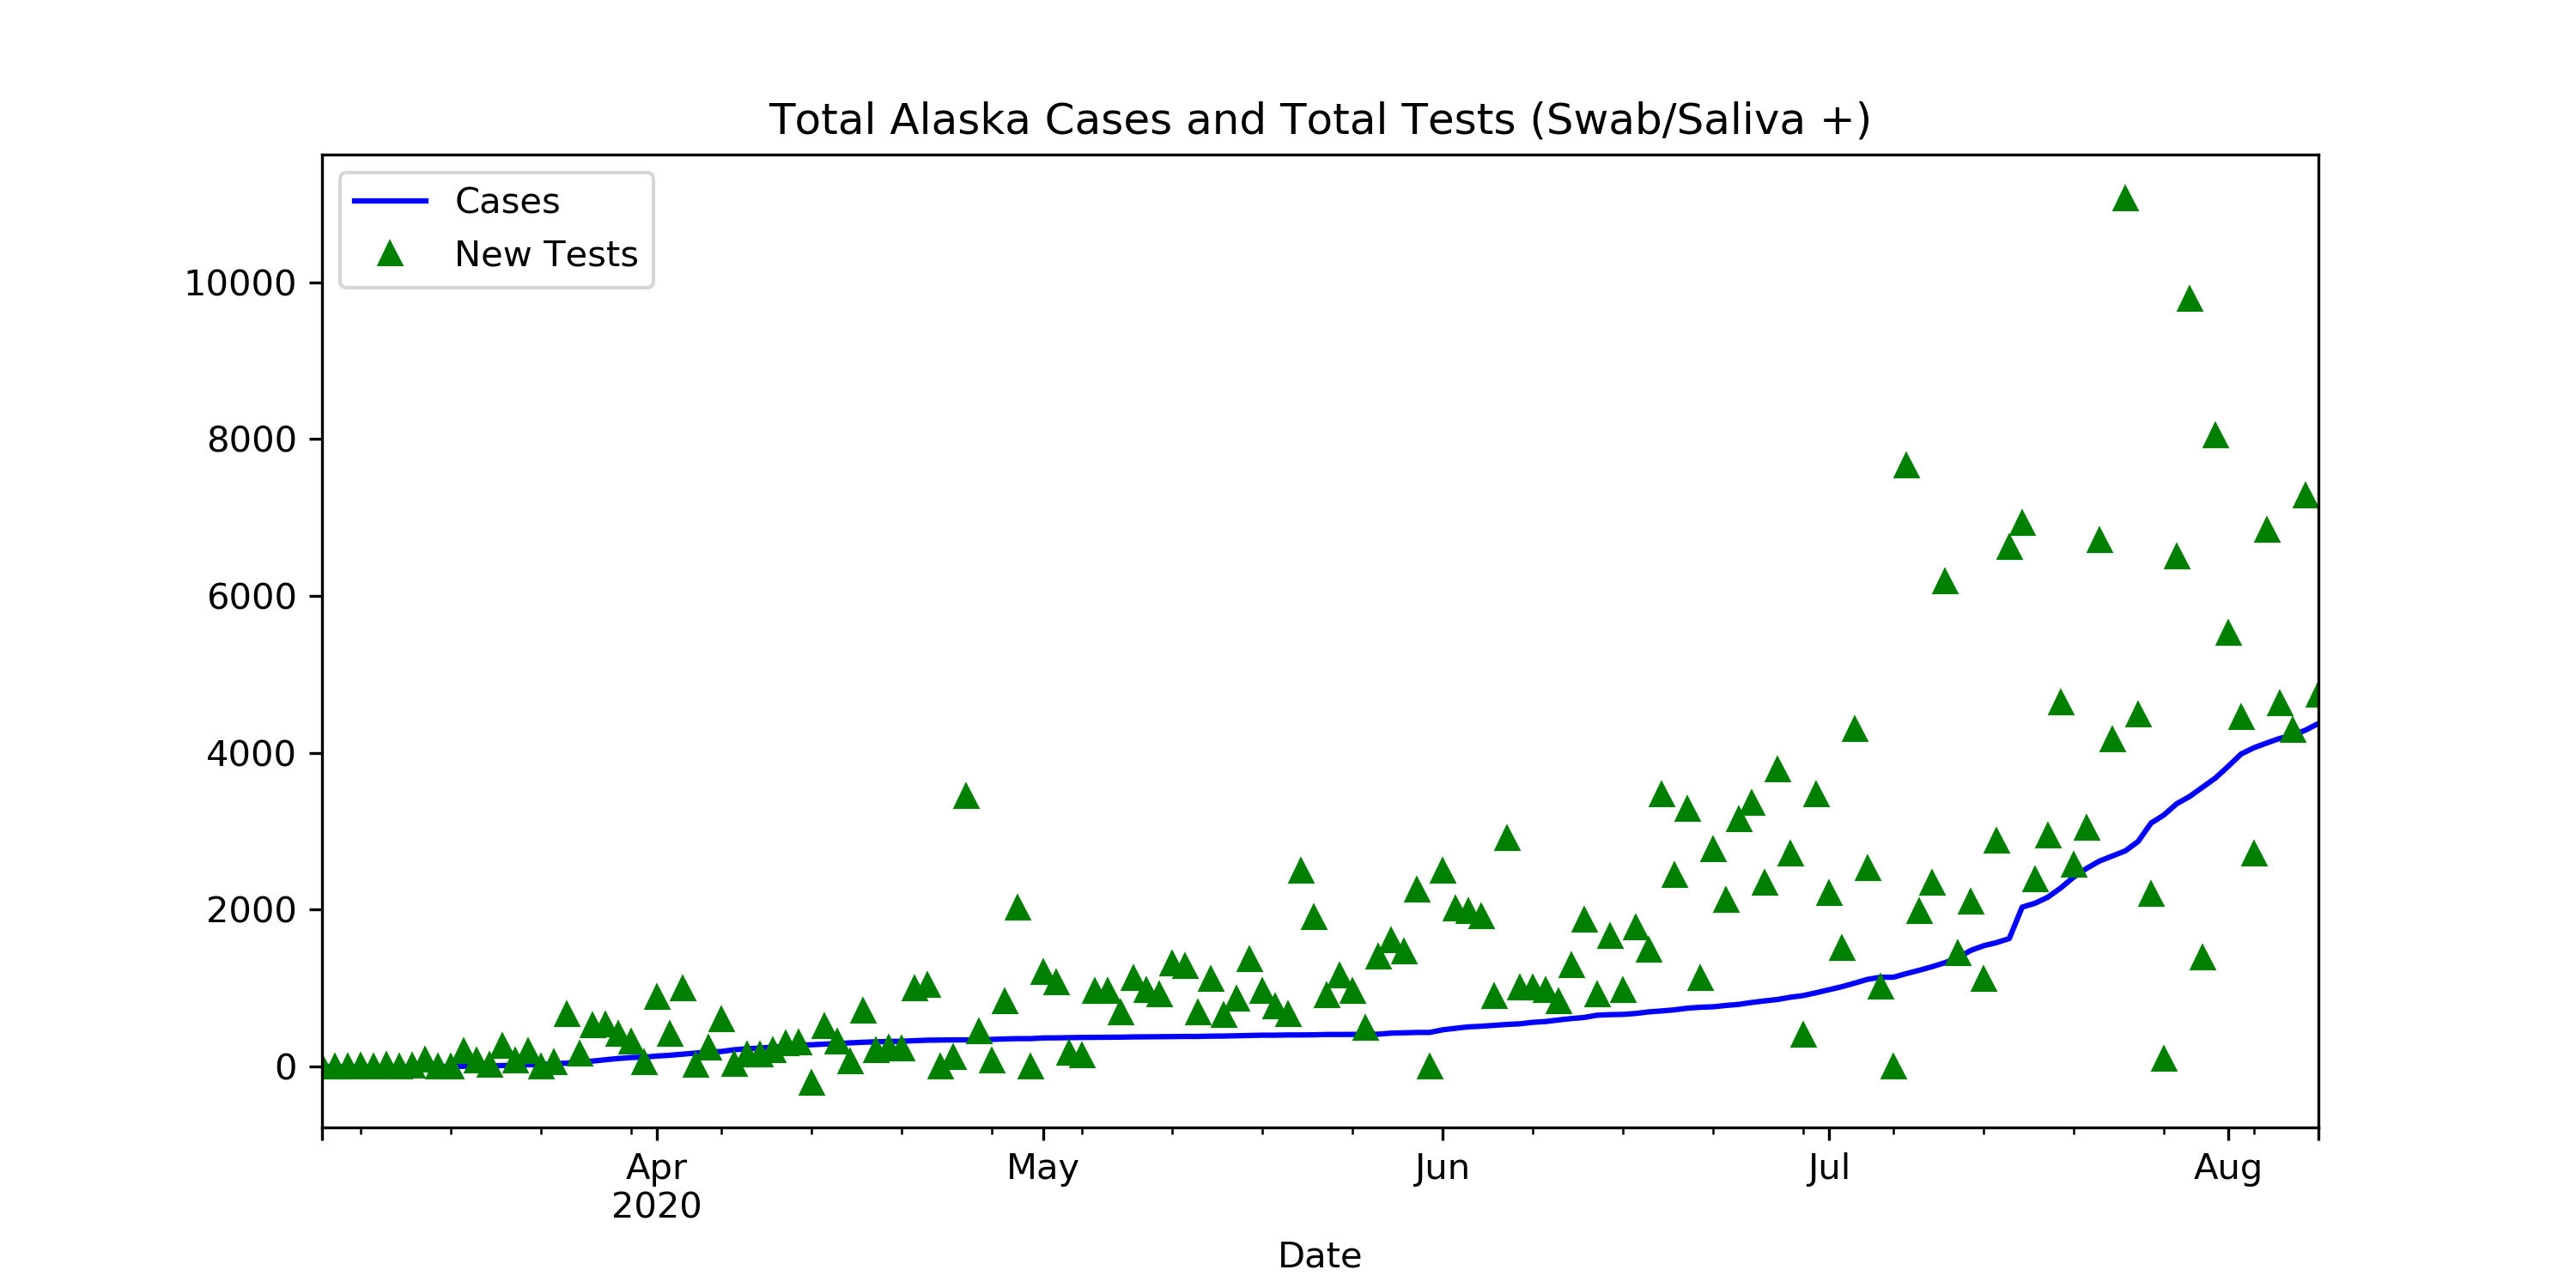 Total Alaska Cases and Total Tests (Swab/Saliva +)
Cases
New Tests
10000
8000
6000
4000
2000
0
Apr May Jun Jul Aug
2020
Date